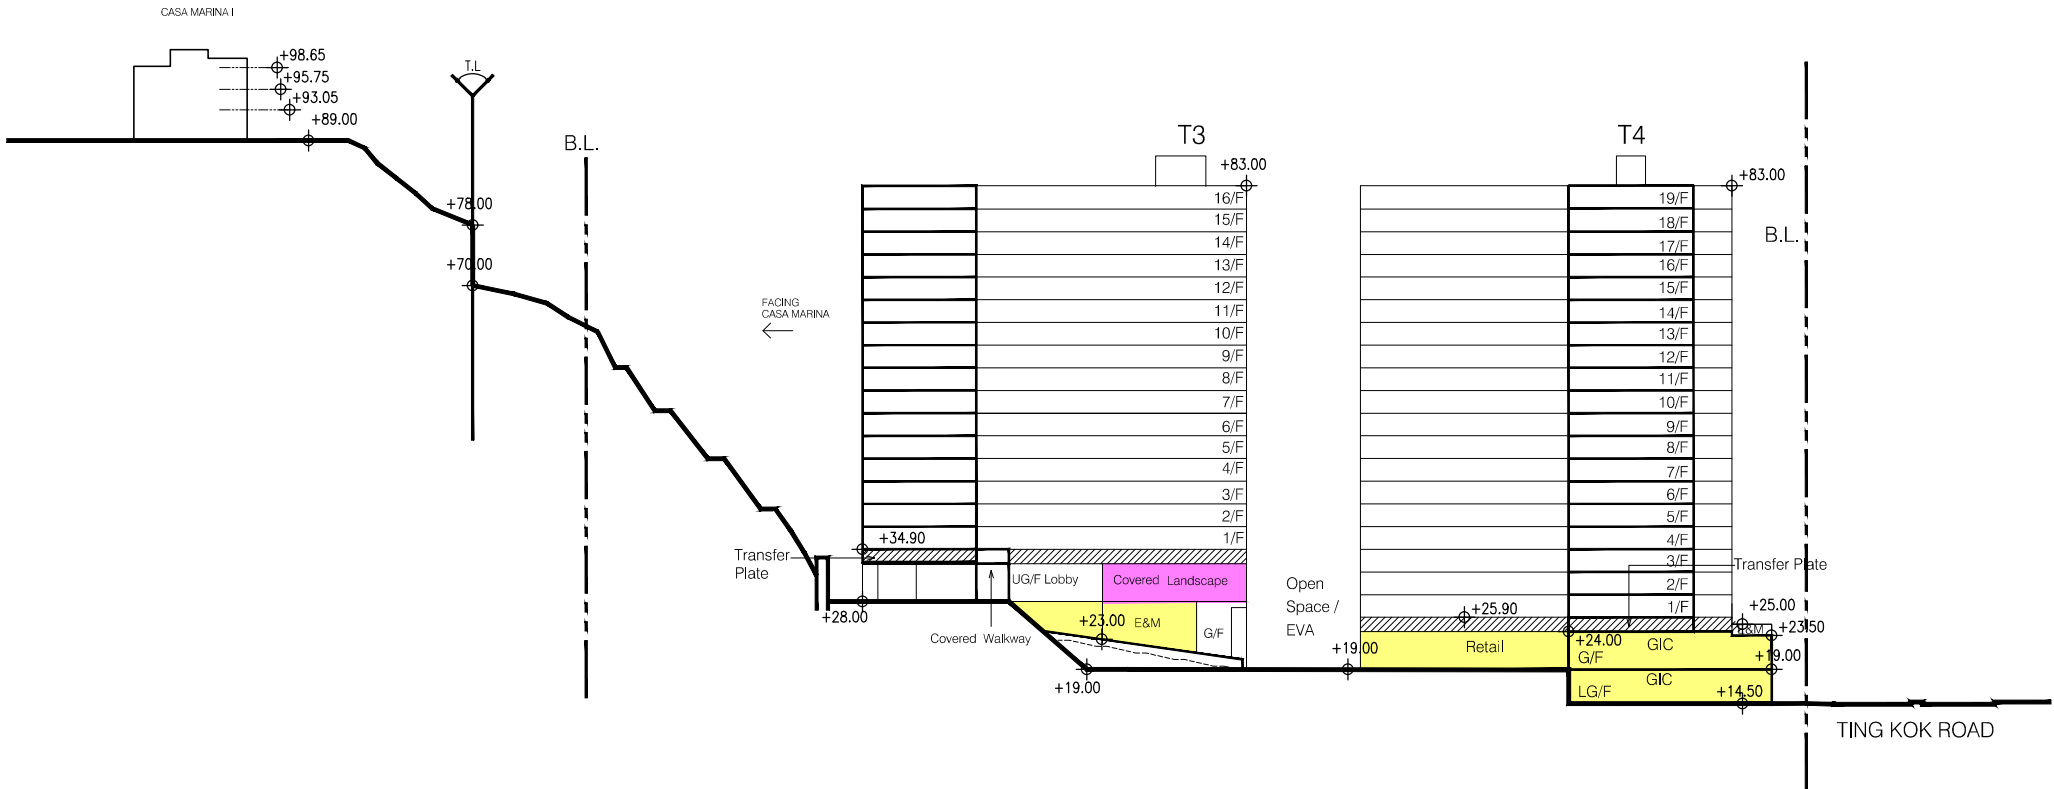 CASA MARINA I
+98.65
+95.75
+93.05
+89.00
T.L
B.L.
+78.00
+70.00
FACING
CASA MARINA
T3
+83.00
16/F
15/F
14/F
13/F
12/F
11/F
10/F
9/F
8/F
7/F
6/F
5/F
4/F
3/F
2/F
1/F
+34.90
Transfer
Plate
UG/F Lobby
Covered Landscape
+28.00
+23.00
E&M
G/F
Covered Walkway
+19.00
Open
Space /
EVA
+19.00
T4
+83.00
B.L.
19/F
18/F
17/F
16/F
15/F
14/F
13/F
12/F
11/F
10/F
9/F
8/F
7/F
6/F
5/F
4/F
3/F
2/F
1/F
Transfer Plate
+25.90
+25.00
E&M
+23.50
Retail
+24.00
GIC
G/F
+19.00
GIC
LG/F
+14.50
TING KOK ROAD